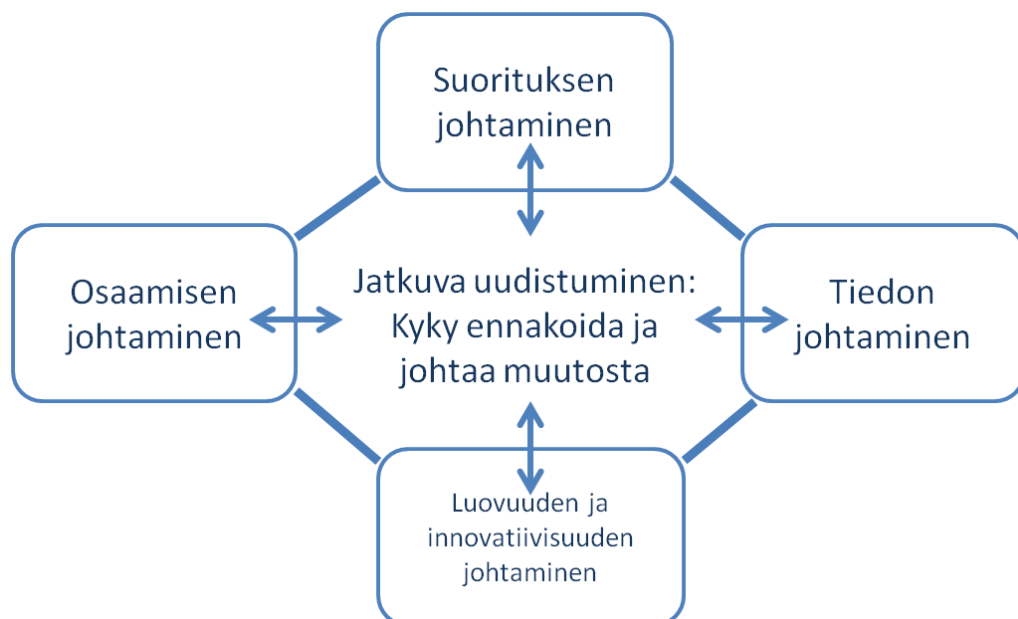 Suorituksen
johtaminen
Osaamisen
johtaminen
Jatkuva uudistuminen:
Kyky ennakoida ja
johtaa muutosta
Tiedon
johtaminen
Luovuuden ja
innovatiivisuuden
johtaminen